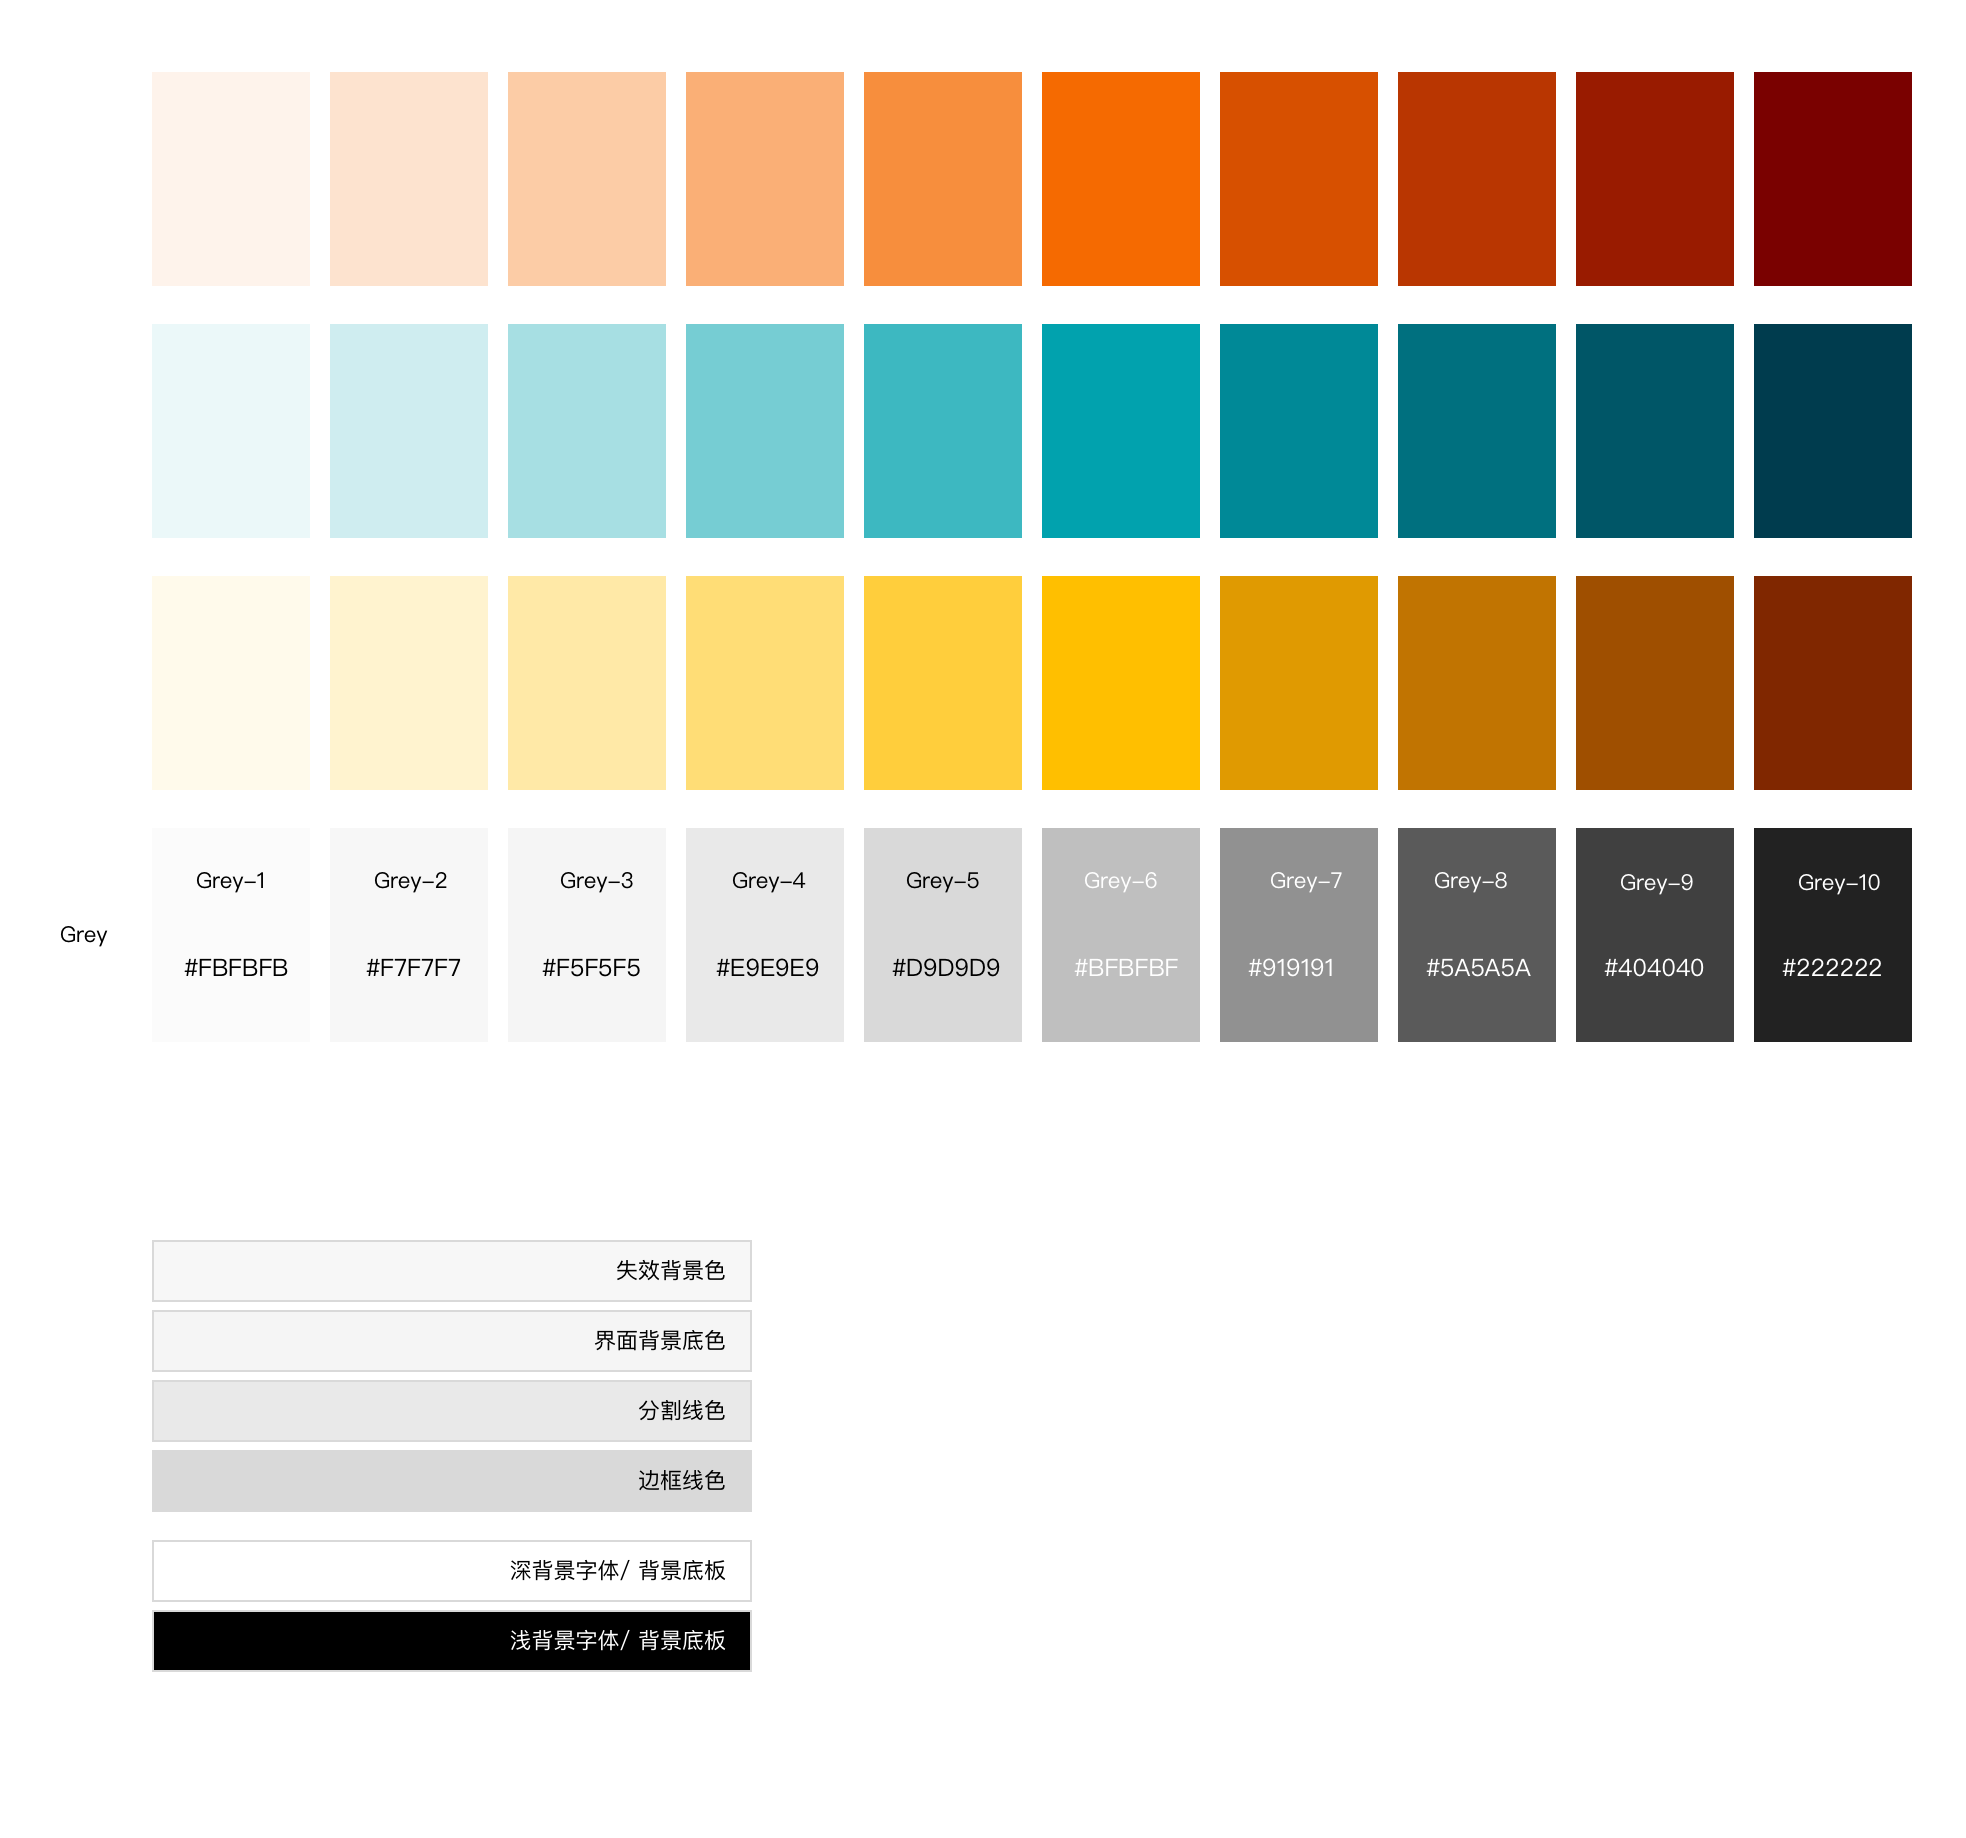 Grey-1 Grey-2 Grey-3 Grey-4 Grey-5 Grey-6 Grey-7 Grey-8 Grey-9 Grey-10
Grey
#FBFBFB #F7F7F7 #F5F5F5 #E9E9E9 #D9D9D9 #BFBFBF #919191 #5A5A5A #404040 #222222
失效背景色
界面背景底色
分割线色
边框线色
深背景字体/ 背景底板
浅背景字体/ 背景底板